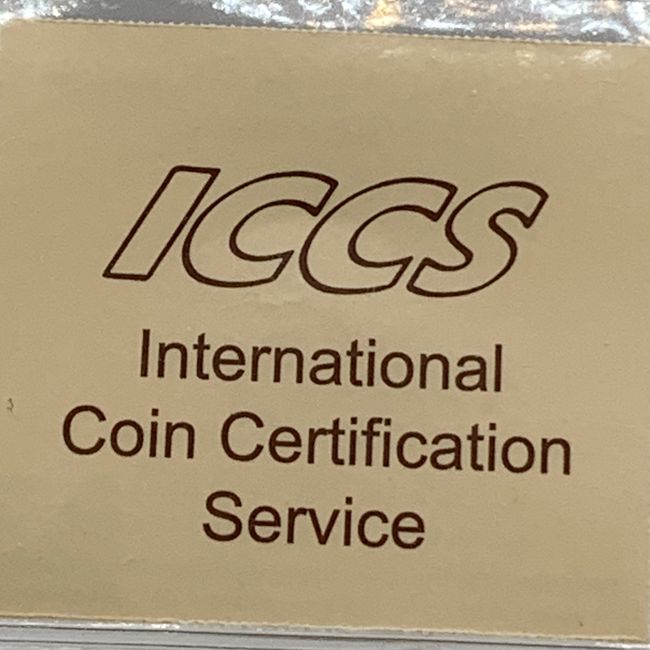 ICCS
International
Coin Certification
Service